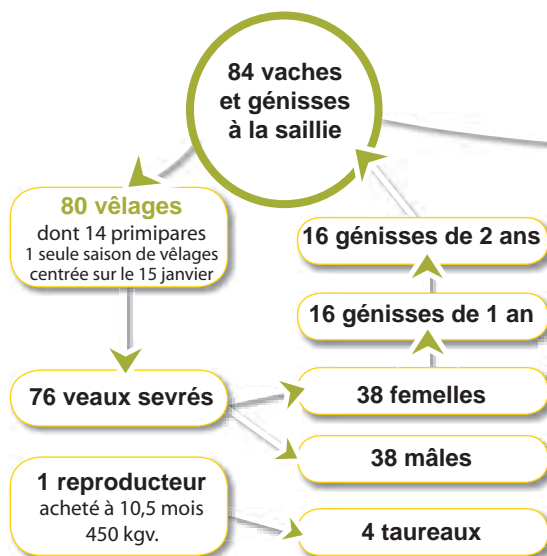 84 vaches
et génisses
à la saillie
80 vêlages
dont 14 primipares
1 seule saison de vêlages
centrée sur le 15 janvier
16 génisses de 2 ans
16 génisses de 1 an
76 veaux sevrés
38 femelles
38 mâles
1 reproducteur
acheté à 10,5 mois
450 kgv.
4 taureaux